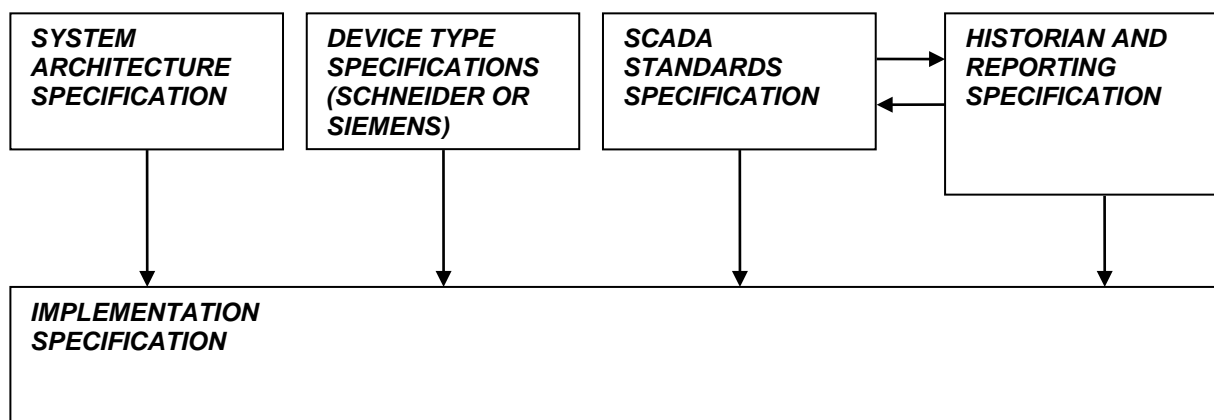 SYSTEM
ARCHITECTURE
SPECIFICATION
DEVICE TYPE
SPECIFICATIONS
(SCHNEIDER OR
SIEMENS)
SCADA
STANDARDS
SPECIFICATION
HISTORIAN AND
REPORTING
SPECIFICATION
IMPLEMENTATION
SPECIFICATION